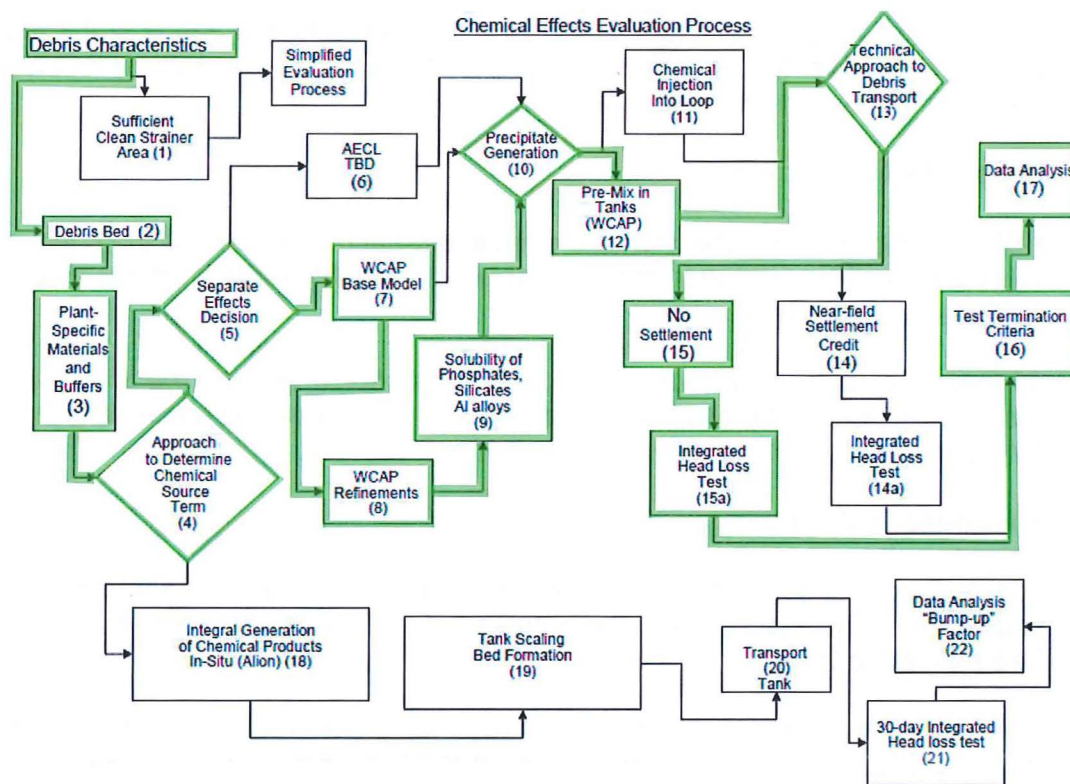 Chemical Effects Evaluation Process
Debris Characteristics
Simplified
Evaluation
Process
Sufficient
Clean Strainer
Area (1)
Debris Bed (2)
Plant-
Specific
Materials
and
Buffers
(3)
Approach
to Determine
Chemical
Source
Term
(4)
Separate
Effects
Decision
(5)
AECL
TBD
(6)
WCAP
Base Model
(7)
WCAP
Refinements
(8)
Solubility of
Phosphates,
Silicates
Al alloys
(9)
Precipitate
Generation
(10)
Chemical
Injection
Into Loop
(11)
Pre-Mix in
Tanks
(WCAP)
(12)
Technical
Approach to
Debris
Transport
(13)
Near-field
Settlement
Credit
(14)
Integrated
Head Loss
Test
(14a)
No
Settlement
(15)
Integrated
Head Loss
Test
(15a)
Test Termination
Criteria
(16)
Data Analysis
(17)
Integral Generation
of Chemical Products
In-Situ (Alion) (18)
Tank Scaling
Bed Formation
(19)
Transport
(20)
Tank
30-day Integrated
Head loss test
(21)
Data Analysis
"Bump-up"
Factor
(22)